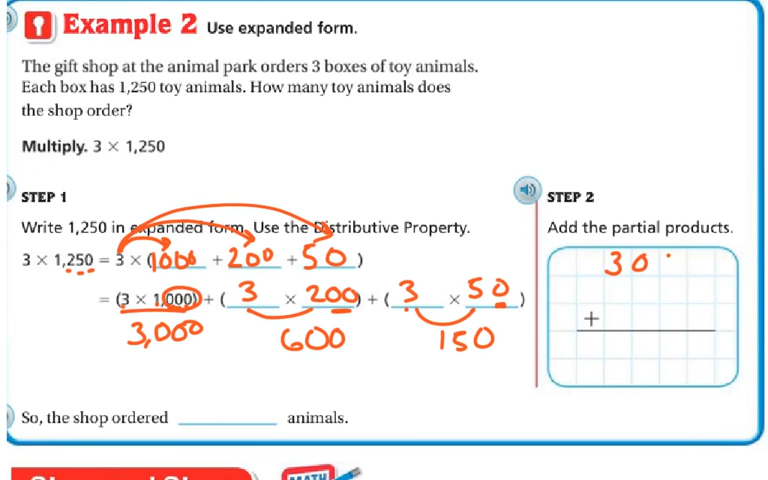 Example 2 Use expanded form.
The gift shop at the animal park orders 3 boxes of toy animals.
Each box has 1,250 toy animals. How many toy animals does
the shop order?
Multiply. 3 × 1,250
STEP 1
Write 1,250 in expanded form. Use the Distributive Property.
3 × 1,250 = 3 × (1000 + 200 + 50)
= (3 × 1,000) + (3 × 200) + (3 × 50)
3,000 600 150
STEP 2
Add the partial products.
30
+
So, the shop ordered ________ animals.
MATH